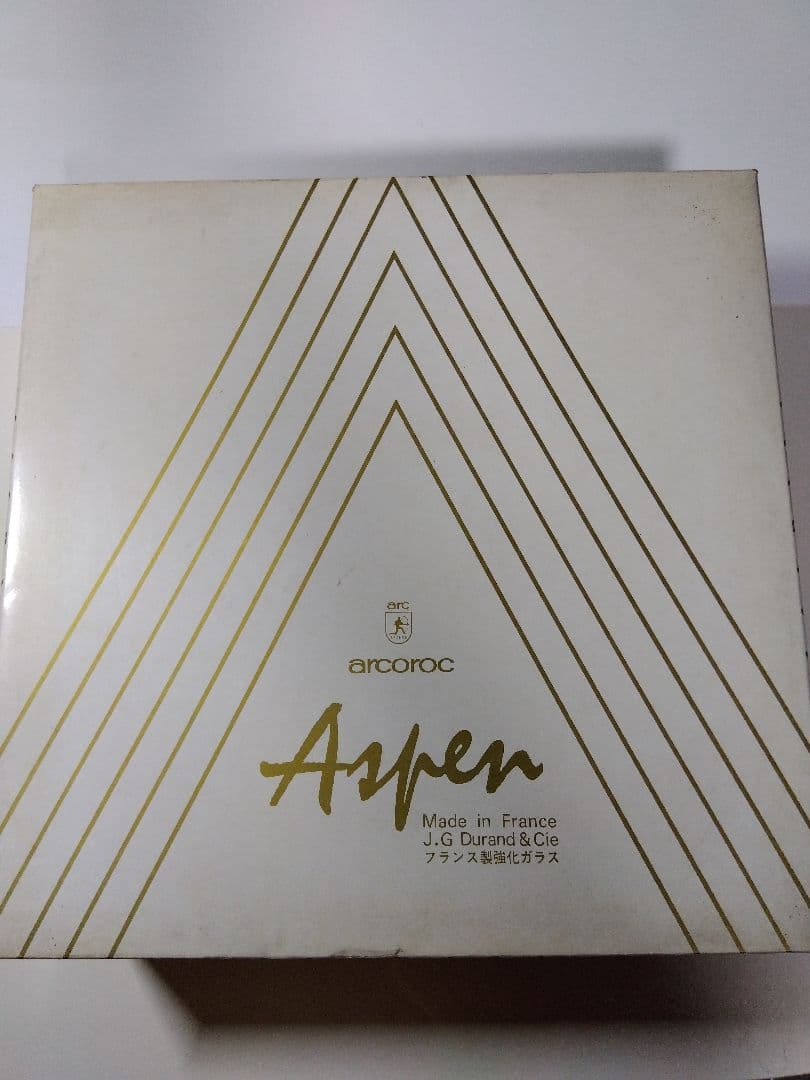 arc
arcoroc
Aspen
Made in France
J.G Durand & Cie
フランス製強化ガラス